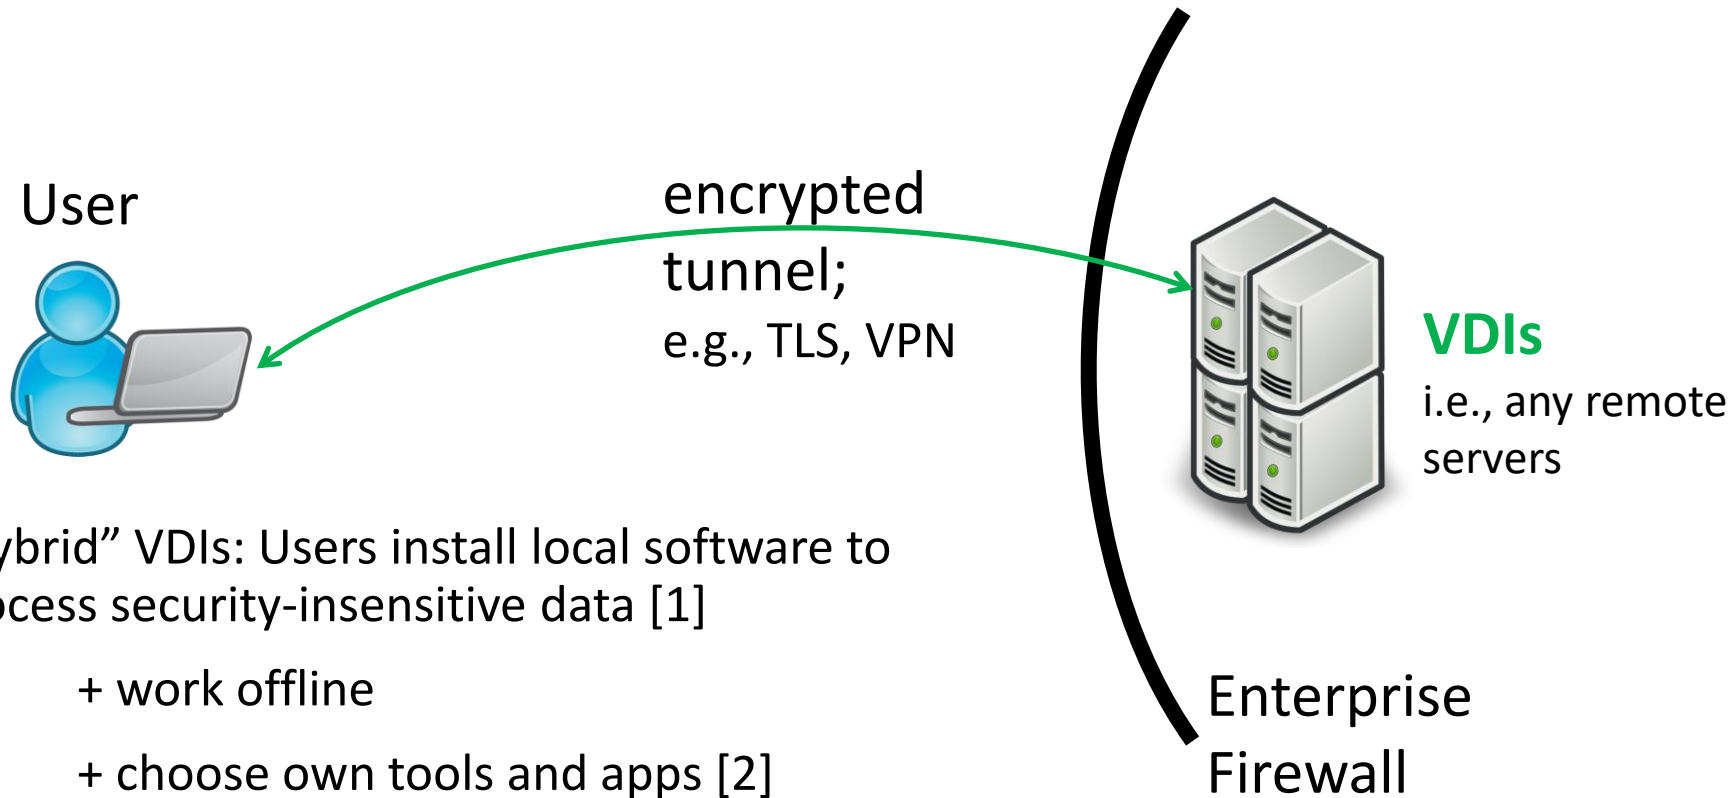 User
encrypted
tunnel;
e.g., TLS, VPN
VDIs
i.e., any remote
servers
ybrid” VDIs: Users install local software to
ocess security-insensitive data [1]
+ work offline
+ choose own tools and apps [2]
Enterprise
Firewall